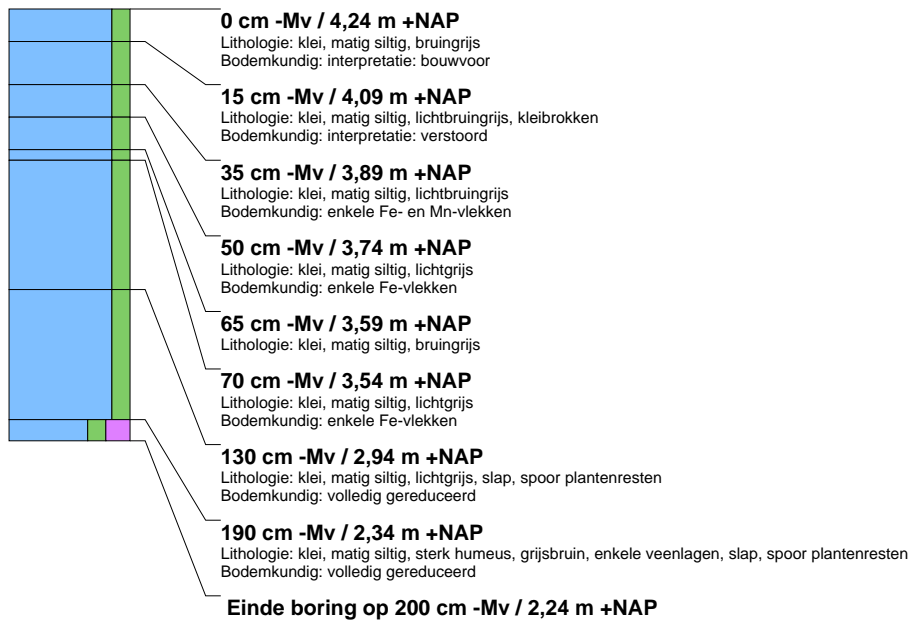 0 cm -Mv / 4,24 m +NAP
Lithologie: klei, matig siltig, bruingrijs
Bodemkundig: interpretatie: bouwvoor
15 cm -Mv / 4,09 m +NAP
Lithologie: klei, matig siltig, lichtbruingrijs, kleibrokken
Bodemkundig: interpretatie: verstoord
35 cm -Mv / 3,89 m +NAP
Lithologie: klei, matig siltig, lichtbruingrijs
Bodemkundig: enkele Fe- en Mn-vlekken
50 cm -Mv / 3,74 m +NAP
Lithologie: klei, matig siltig, lichtgrijs
Bodemkundig: enkele Fe-vlekken
65 cm -Mv / 3,59 m +NAP
Lithologie: klei, matig siltig, bruingrijs
70 cm -Mv / 3,54 m +NAP
Lithologie: klei, matig siltig, lichtgrijs
Bodemkundig: enkele Fe-vlekken
130 cm -Mv / 2,94 m +NAP
Lithologie: klei, matig siltig, lichtgrijs, slap, spoor plantenresten
Bodemkundig: volledig gereduceerd
190 cm -Mv / 2,34 m +NAP
Lithologie: klei, matig siltig, sterk humeus, grijsbruin, enkele veenlagen, slap, spoor plantenresten
Bodemkundig: volledig gereduceerd
Einde boring op 200 cm -Mv / 2,24 m +NAP